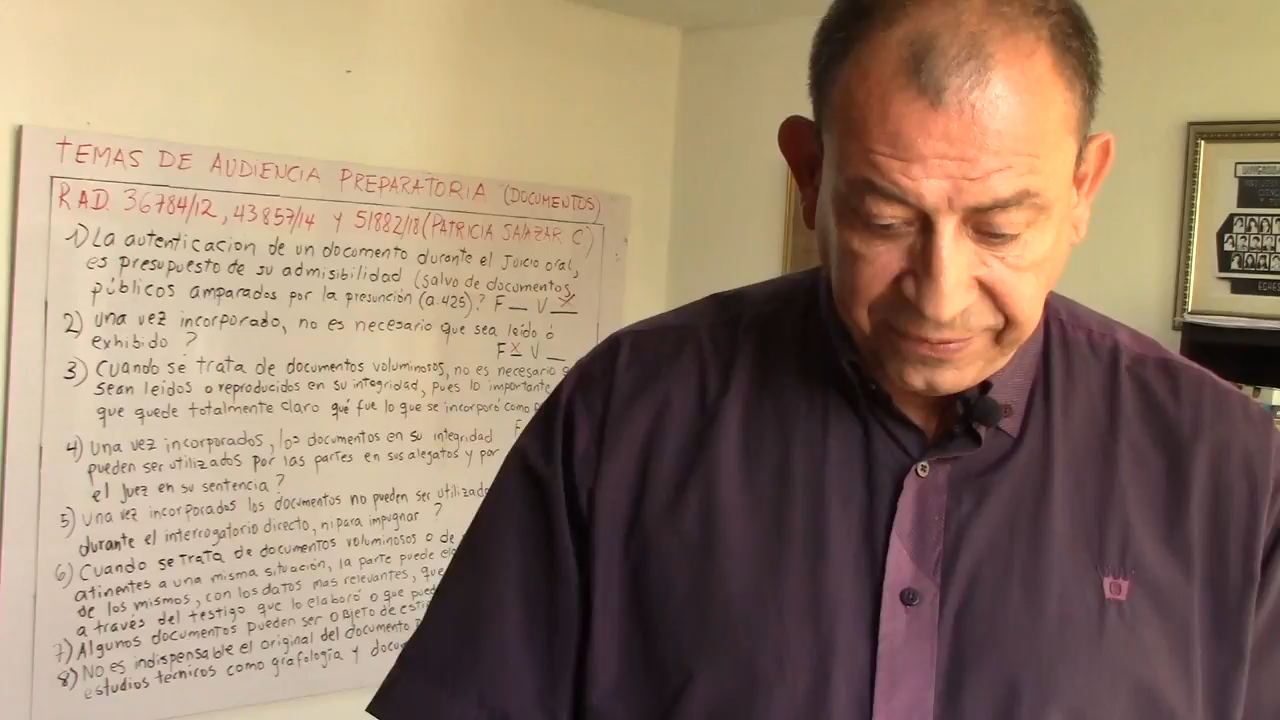 TEMAS DE AUDIENCIA PREPARATORIA (DOCUMENTOS)
RAD. 36784/12, 43857/14 Y 51882/18 (PATRICIA SALAZAR C)
1) La autenticacion de un documento durante el Juicio oral,
es presupuesto de su admisibilidad (salvo de documentos
públicos amparados por la presunción (a.425)? F __ V X
2) Una vez incorporado, no es necesario que sea leido ó
exhibido ? F X V __
3) Cuando se trata de documentos voluminosos, no es necesario
sean leidos o reproducidos en su integridad, pues lo importante
que quede totalmente claro qué fue lo que se incorporó como
F
4) Una vez incorporados, los documentos en su integridad
pueden ser utilizados por las partes en sus alegatos y por
el Juez en su sentencia ?
5) Una vez incorporados los documentos no pueden ser utilizado
durante el interrogatorio directo, ni para impugnar ?
6) Cuando se trata de documentos voluminosos o de
atinentes a una misma situación, la parte puede
de los mismos, con los datos mas relevantes, que
a través del testigo que lo elaboró o que
7) Algunos documentos pueden ser objeto de
8) No es indispensable el original del documento
estudios técnicos como grafología y